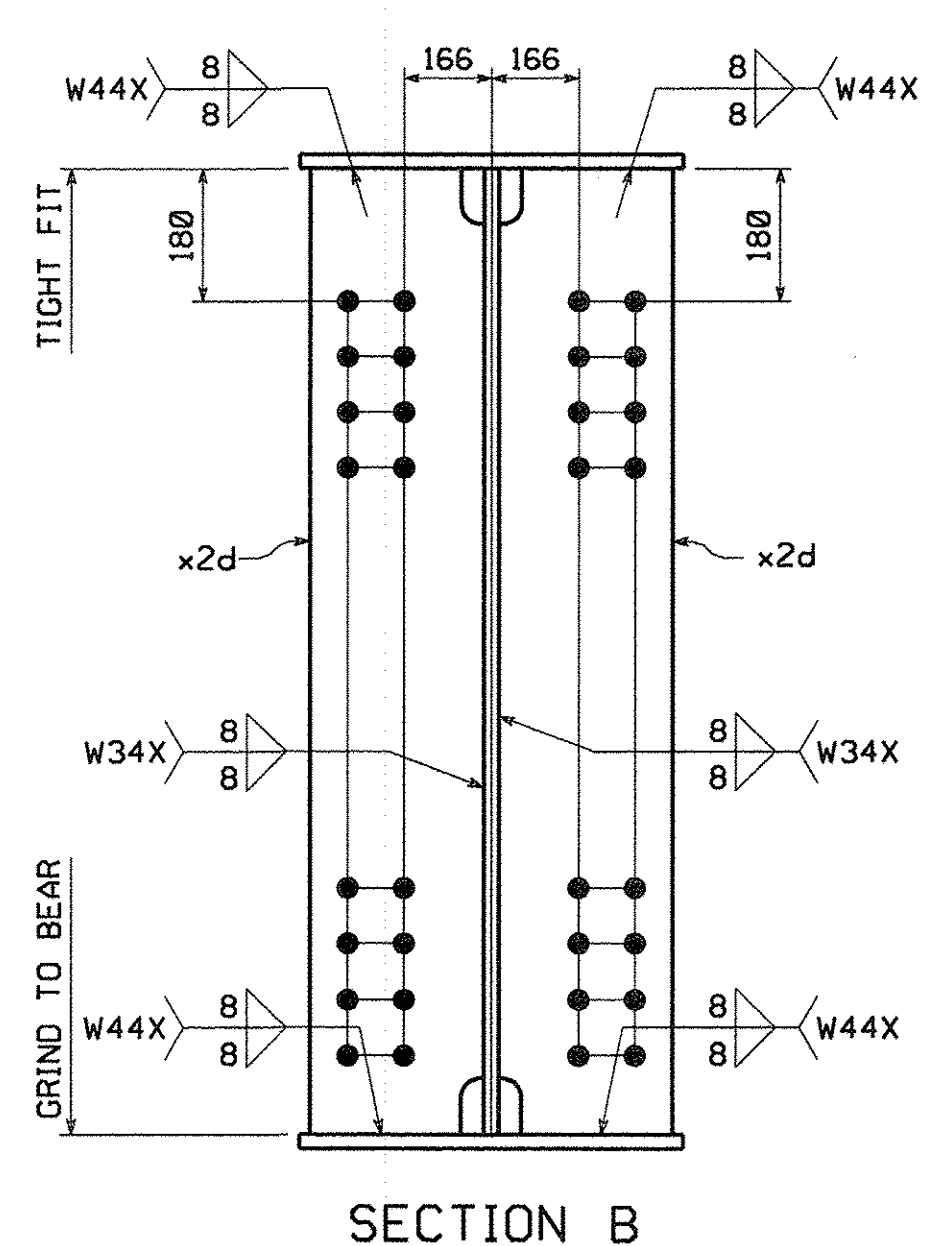 166 166
W44X 8 8
8 8 W44X
TIGHT FIT
180
180
x2d
x2d
W34X 8 8
8 8 W34X
GRIND TO BEAR
W44X 8 8
8 8 W44X
SECTION B